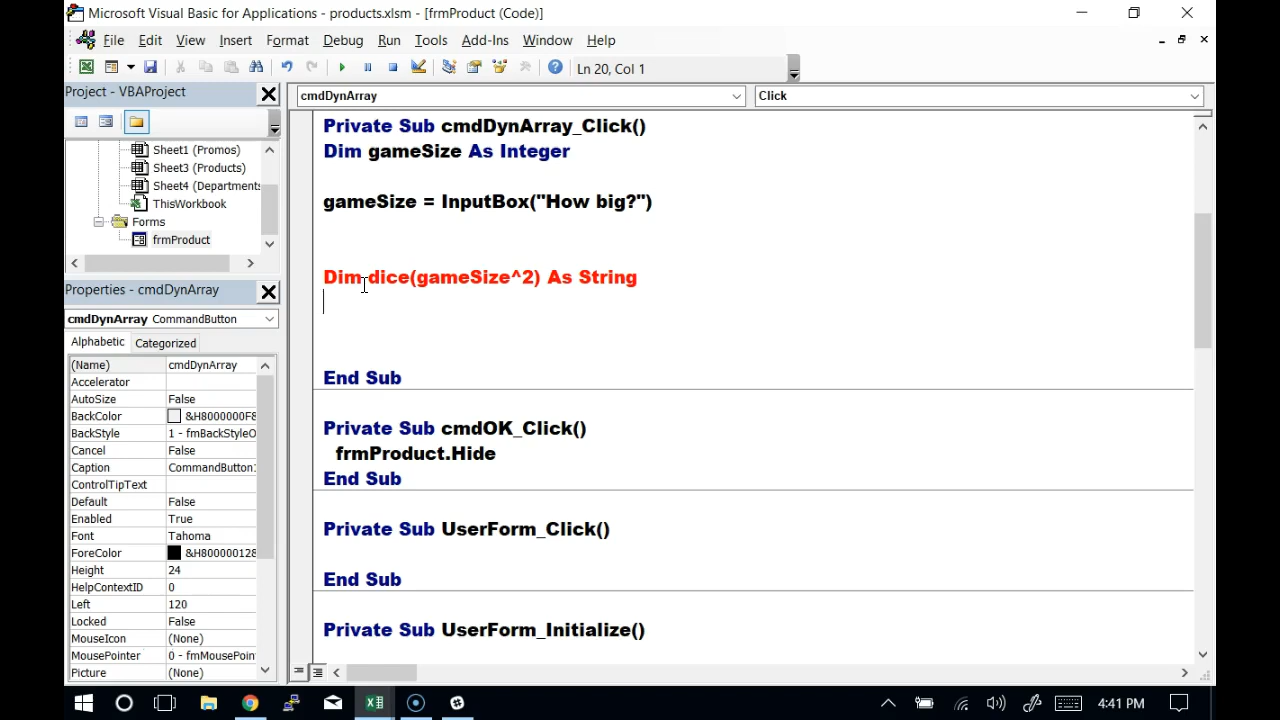 Microsoft Visual Basic for Applications - products.xlsm - [frmProduct (Code)]
File Edit View Insert Format Debug Run Tools Add-Ins Window Help
Ln 20, Col 1
Project - VBAProject
Sheet1 (Promos)
Sheet3 (Products)
Sheet4 (Departments
ThisWorkbook
Forms
frmProduct
Properties - cmdDynArray
cmdDynArray CommandButton
Alphabetic Categorized
(Name) cmdDynArray
Accelerator
AutoSize False
BackColor &H8000000F&
BackStyle 1 - fmBackStyleO
Cancel False
Caption CommandButton1
ControlTipText
Default False
Enabled True
Font Tahoma
ForeColor &H80000012&
Height 24
HelpContextID 0
Left 120
Locked False
MouseIcon (None)
MousePointer 0 - fmMousePoin
Picture (None)
cmdDynArray Click
Private Sub cmdDynArray_Click()
Dim gameSize As Integer
gameSize = InputBox("How big?")
Dim dice(gameSize^2) As String
End Sub
Private Sub cmdOK_Click()
frmProduct.Hide
End Sub
Private Sub UserForm_Click()
End Sub
Private Sub UserForm_Initialize()
4:41 PM